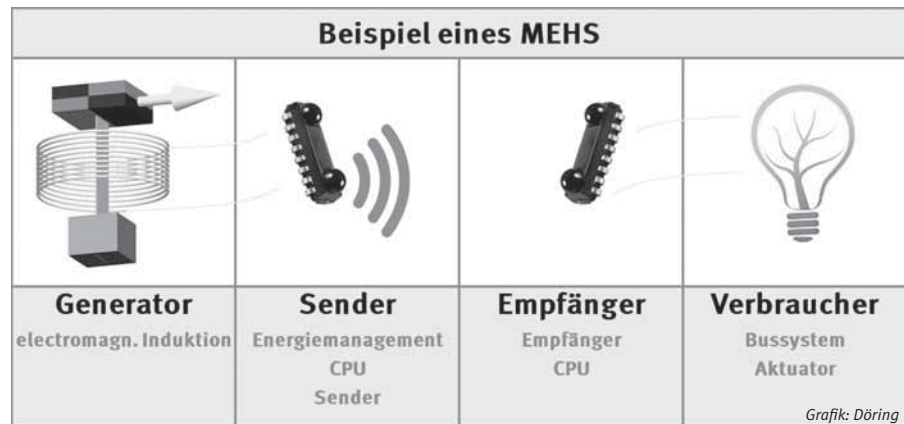 Beispiel eines MEHS
Generator
electromagn. Induktion
Sender
Energiemanagement
CPU
Sender
Empfänger
Empfänger
CPU
Verbraucher
Bussystem
Aktuator
Grafik: Döring